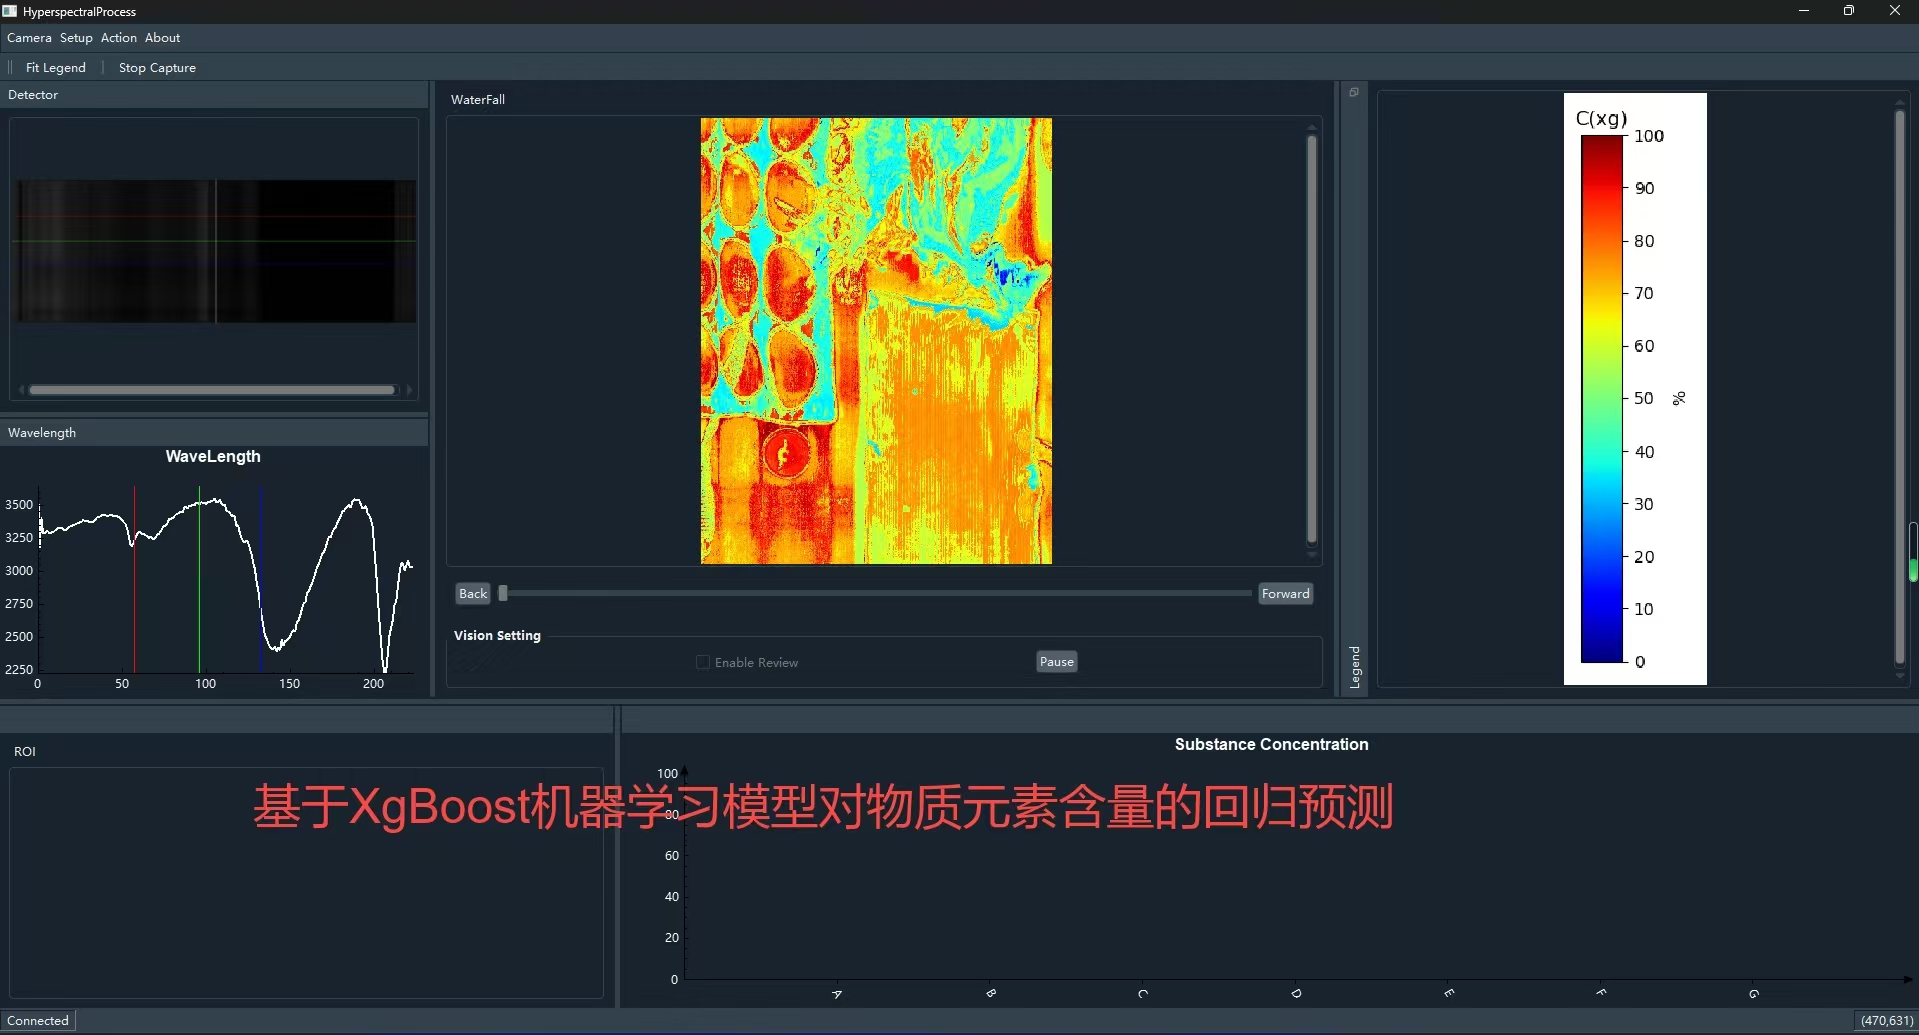 HyperspectralProcess
Camera Setup Action About
Fit Legend Stop Capture
Detector
WaterFall
C(xg)
100
90
80
70
60
50
40
30
20
10
0
%
Legend
Wavelength
WaveLength
3500
3250
3000
2750
2500
2250
0 50 100 150 200
Back Forward
Vision Setting
Enable Review Pause
ROI
Substance Concentration
基于XgBoost机器学习模型对物质元素含量的回归预测
100
80
60
40
20
0
A B C D E F G
Connected (470,631)